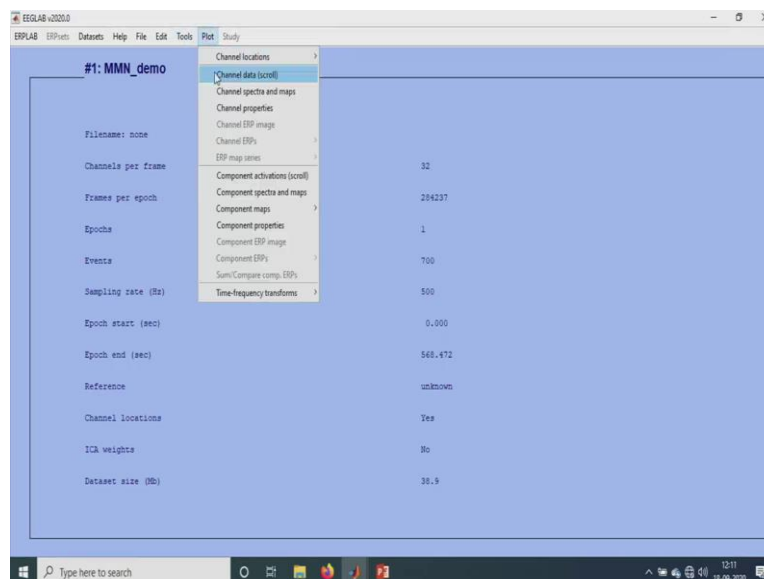 EEGLAB v2020.0
ERPLAB ERPsets Datasets Help File Edit Tools Plot Study
#1: MMN_demo
Channel locations
Channel data (scroll)
Channel spectra and maps
Channel properties
Channel ERP image
Channel ERPs
ERP map series
Component activations (scroll)
Component spectra and maps
Component maps
Component properties
Component ERP image
Component ERPs
Sum/Compare comp. ERPs
Time-frequency transforms
Filename: none
Channels per frame 32
Frames per epoch 284237
Epochs 1
Events 700
Sampling rate (Hz) 500
Epoch start (sec) 0.000
Epoch end (sec) 568.472
Reference unknown
Channel locations Yes
ICA weights No
Dataset size (Mb) 38.9
Type here to search
12:11
18-09-2020